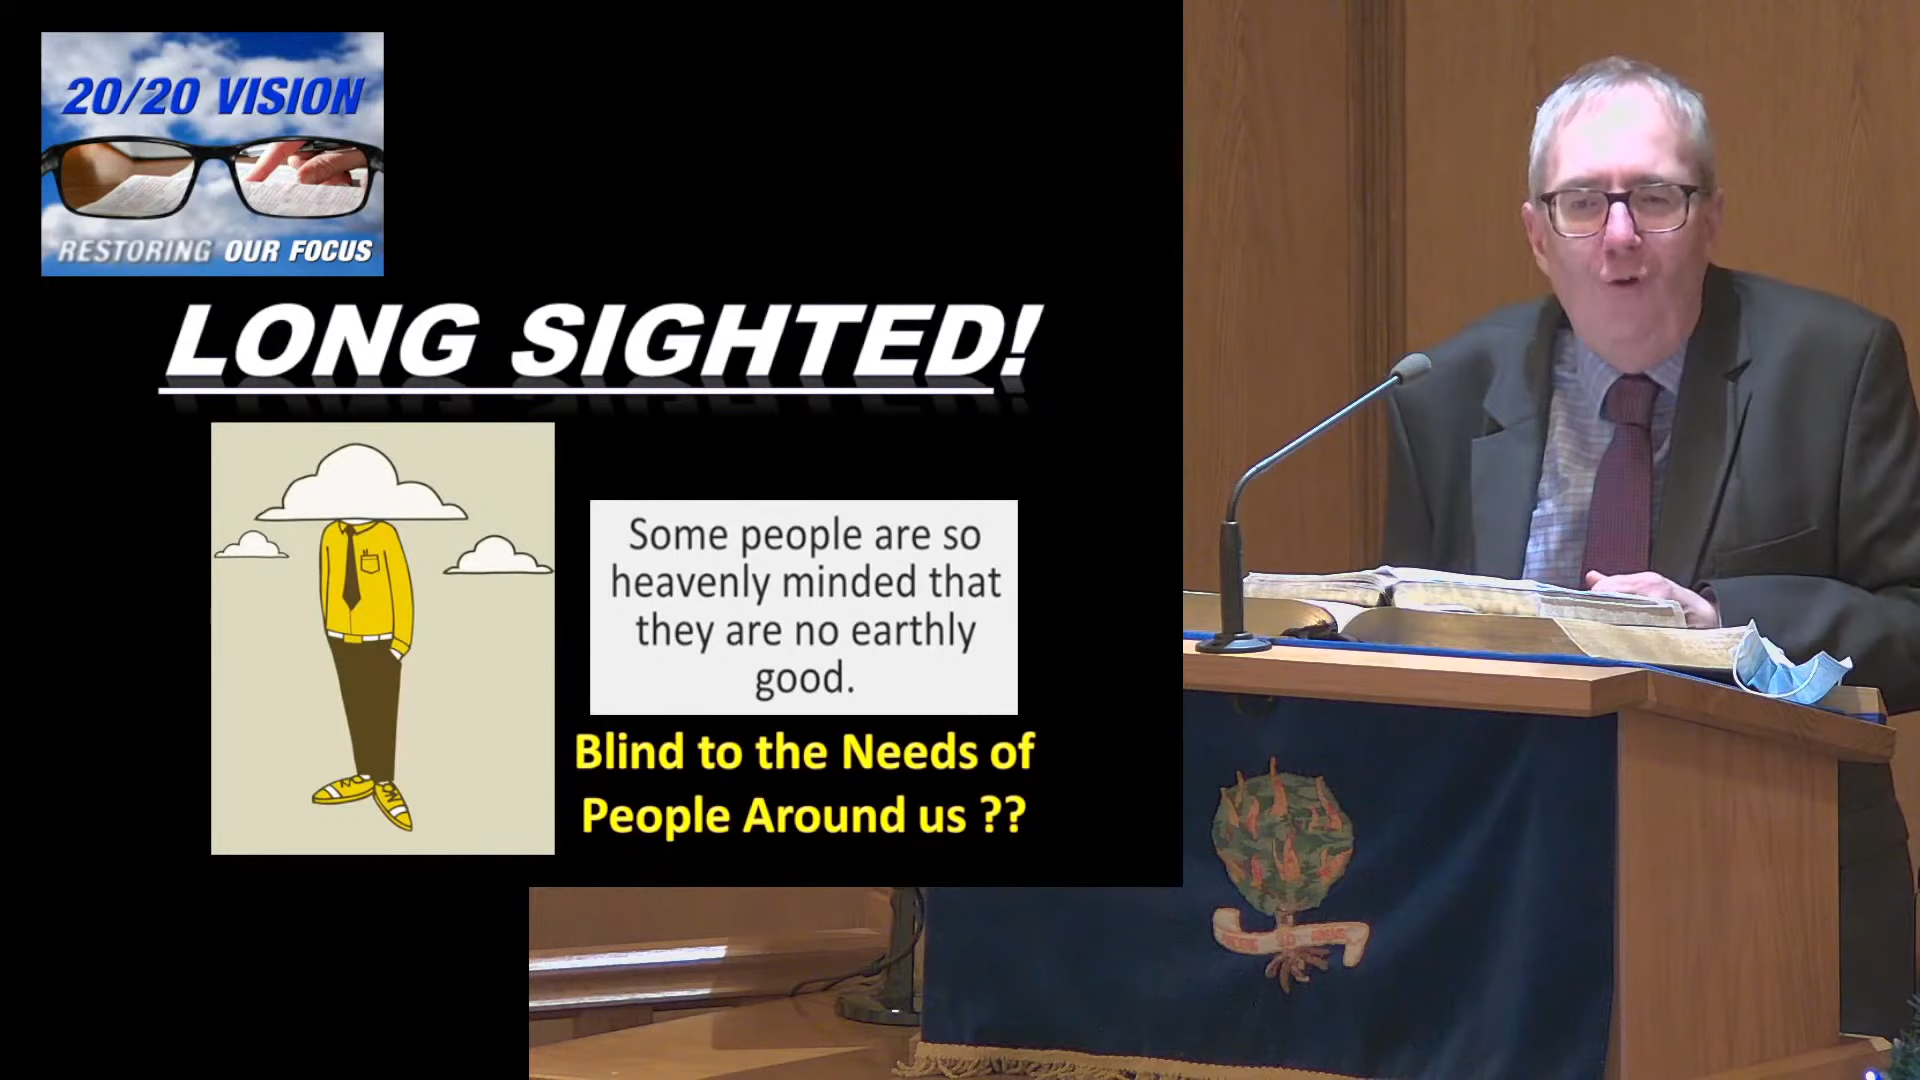 20/20 VISION
RESTORING OUR FOCUS
LONG SIGHTED!
Some people are so
heavenly minded that
they are no earthly
good.
Blind to the Needs of
People Around us ??